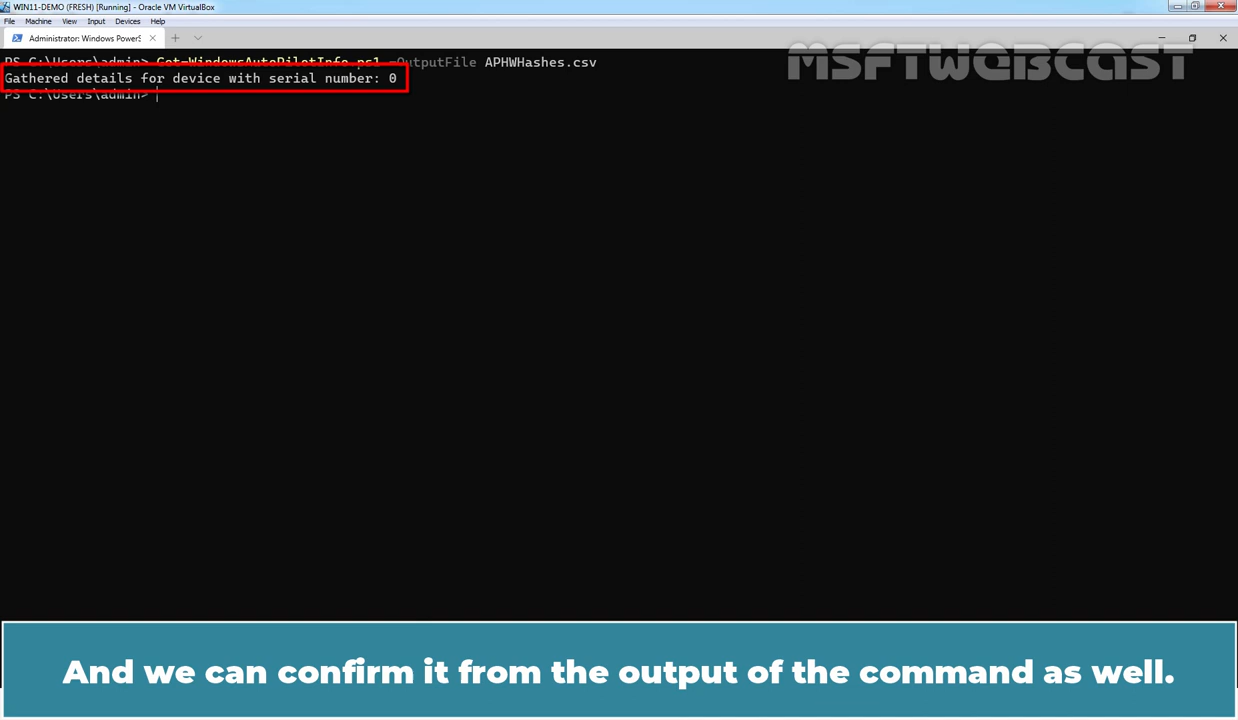 WIN11-DEMO (FRESH) [Running] - Oracle VM VirtualBox
File Machine View Input Devices Help
Administrator: Windows PowerS
MSFTWEBCAST
PS C:\Users\admin> Get-WindowsAutoPilotInfo.ps1 -OutputFile APHWHashes.csv
Gathered details for device with serial number: 0
PS C:\Users\admin>
And we can confirm it from the output of the command as well.